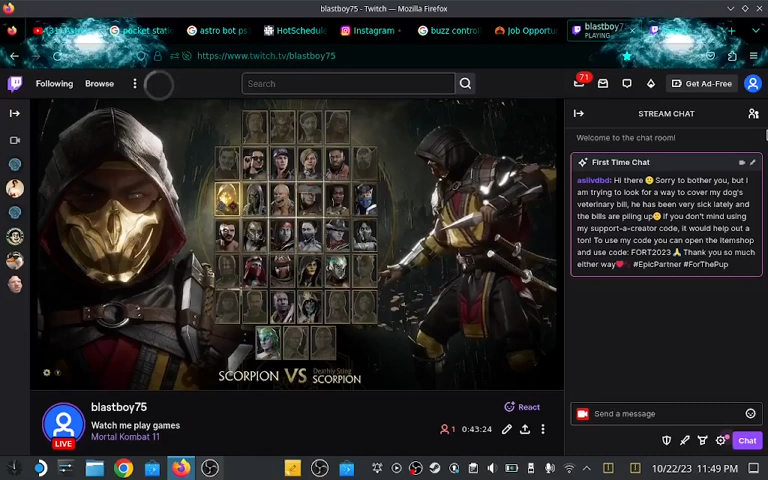 blastboy75 - Twitch — Mozilla Firefox
pocket stati
astro bot ps
HotSchedule
Instagram
buzz control
Job Opportu
blastboy75
PLAYING
https://www.twitch.tv/blastboy75
Following
Browse
Search
71
Get Ad-Free
STREAM CHAT
Welcome to the chat room!
First Time Chat
asiivdbd: Hi there 🙁 Sorry to bother you, but I
am trying to look for a way to cover my dog's
veterinary bill, he has been very sick lately and
the bills are piling up🙁 if you don't mind using
my support-a-creator code, it would help out a
ton! To use my code you can open the itemshop
and use code: FORT2023 🙏 Thank you so much
either way❤️ #EpicPartner #ForThePup
SCORPION VS Deathly Sting SCORPION
blastboy75
Watch me play games
Mortal Kombat 11
LIVE
React
1
0:43:24
Send a message
Chat
10/22/23 11:49 PM